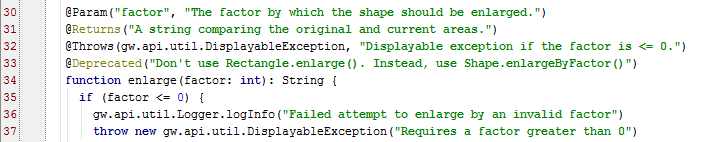 30 @Param("factor", "The factor by which the shape should be enlarged.")
31 @Returns("A string comparing the original and current areas.")
32 @Throws(gw.api.util.DisplayableException, "Displayable exception if the factor is <= 0.")
33 @Deprecated("Don't use Rectangle.enlarge(). Instead, use Shape.enlargeByFactor()")
34 function enlarge(factor: int): String {
35 if (factor <= 0) {
36 gw.api.util.Logger.logInfo("Failed attempt to enlarge by an invalid factor")
37 throw new gw.api.util.DisplayableException("Requires a factor greater than 0")